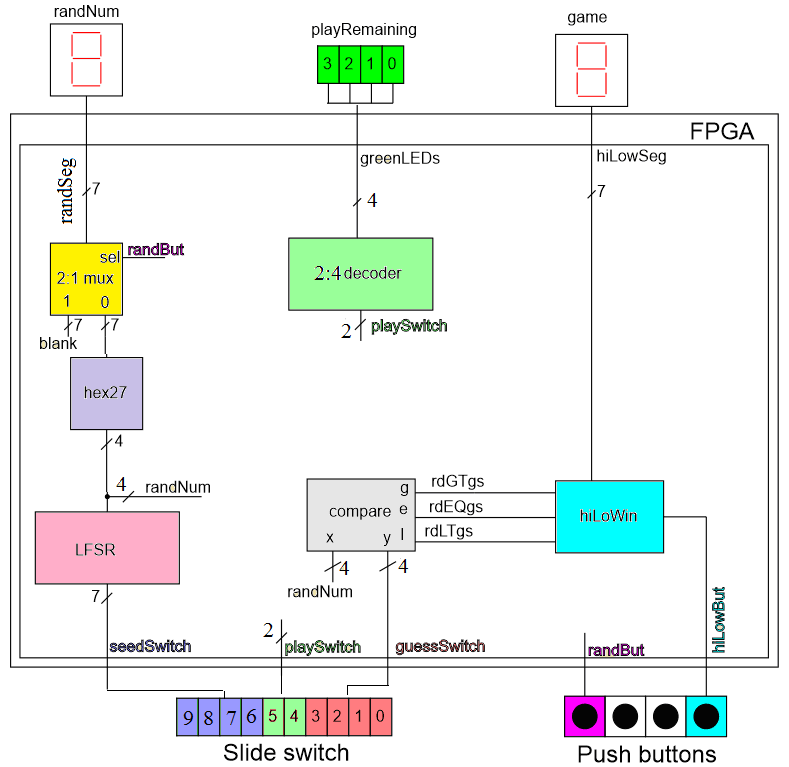 randNum
playRemaining
game
3 2 1 0
FPGA
greenLEDs
hiLowSeg
randSeg
7
4
7
sel
randBut
2:1 mux
1 0
2:4 decoder
7
7
2
playSwitch
blank
hex27
4
4
randNum
LFSR
compare
g
e
l
x
y
rdGTgs
rdEQgs
rdLTgs
hiLoWin
4
4
randNum
7
2
seedSwitch
playSwitch
guessSwitch
randBut
hiLowBut
9 8 7 6 5 4 3 2 1 0
Slide switch
Push buttons